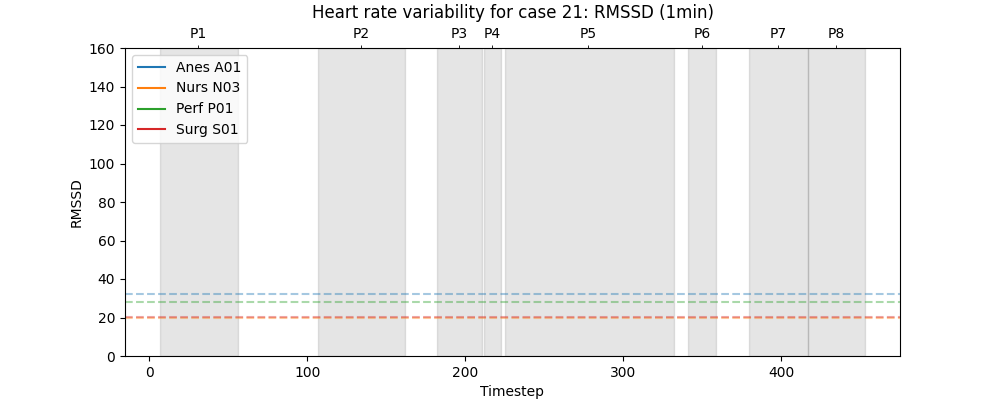 Heart rate variability for case 21: RMSSD (1min)
P1 P2 P3 P4 P5 P6 P7 P8
160
140
120
100
80
60
40
20
0
RMSSD
Anes A01
Nurs N03
Perf P01
Surg S01
0 100 200 300 400
Timestep